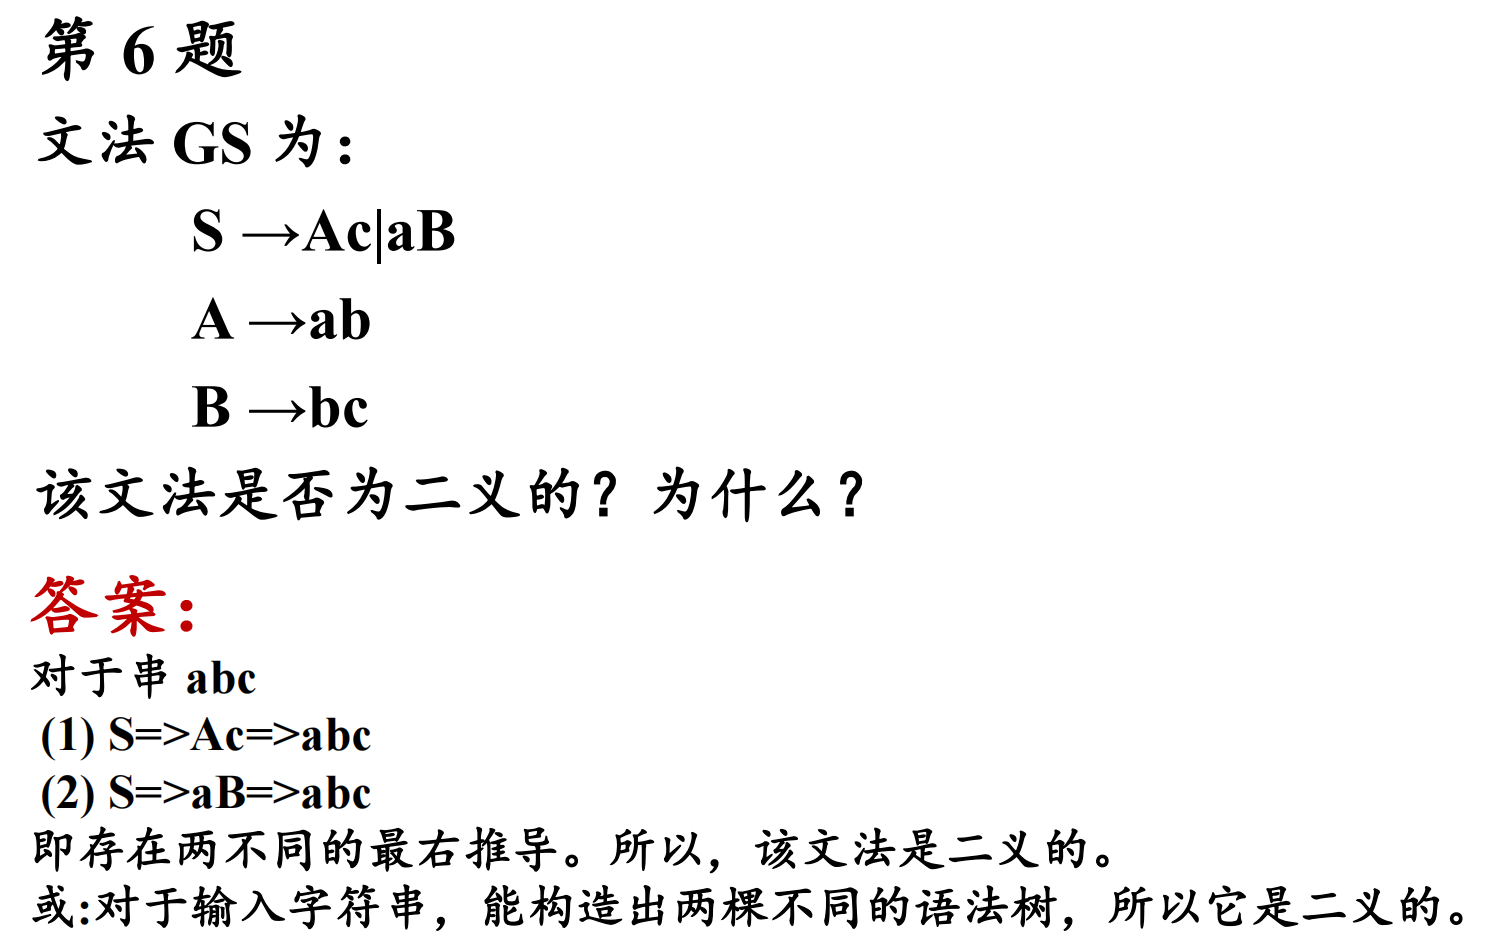 第 6 题
文法 GS 为：
S →Ac|aB
A →ab
B →bc
该文法是否为二义的？为什么？
答案：
对于串 abc
(1) S=>Ac=>abc
(2) S=>aB=>abc
即存在两不同的最右推导。所以，该文法是二义的。
或:对于输入字符串，能构造出两棵不同的语法树，所以它是二义的。